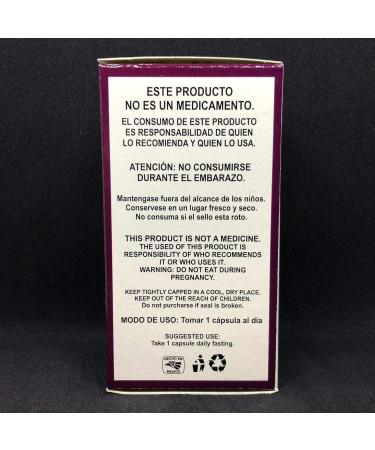 ESTE PRODUCTO
NO ES UN MEDICAMENTO.
EL CONSUMO DE ESTE PRODUCTO
ES RESPONSABILIDAD DE QUIEN
LO RECOMIENDA Y QUIEN LO USA.
ATENCIÓN: NO CONSUMIRSE
DURANTE EL EMBARAZO.
Mantengase fuera del alcance de los niños.
Conservese en un lugar fresco y seco.
No consuma si el sello esta roto.
THIS PRODUCT IS NOT A MEDICINE.
THE USED OF THIS PRODUCT IS
RESPONSIBILITY OF WHO RECOMMENDS
IT OR WHO USES IT.
WARNING: DO NOT EAT DURING
PREGNANCY.
KEEP TIGHTLY CAPPED IN A COOL, DRY PLACE.
KEEP OUT OF THE REACH OF CHILDREN.
Do not purchase if seal is broken.
MODO DE USO: Tomar 1 cápsula al dia
SUGGESTED USE:
Take 1 capsule daily fasting.
HECHO EN
MEXICO